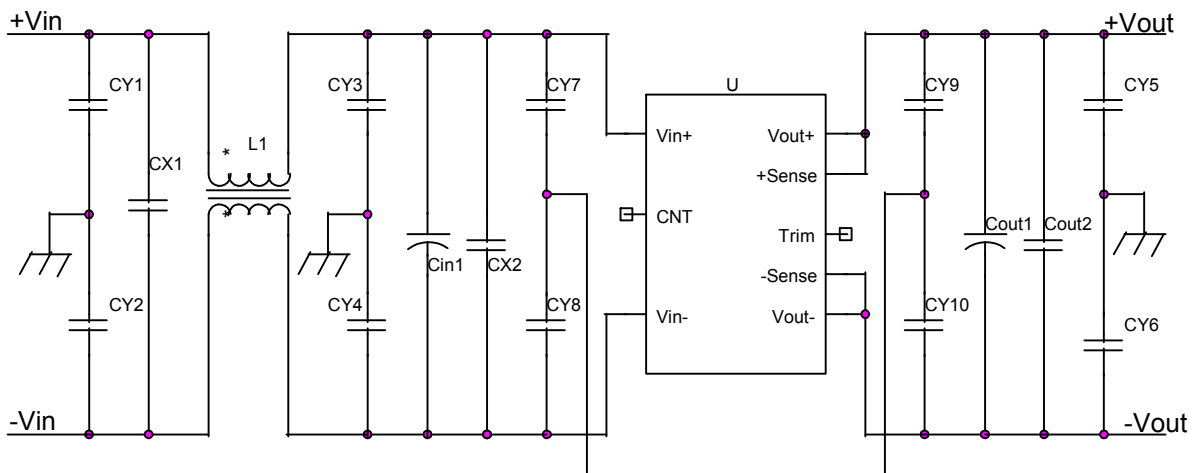 +Vin
+Vout
CY1
CY3
CY7
U
CY9
CY5
* L1
Vin+
Vout+
CX1
+Sense
*
CNT
Trim
Cin1
CX2
Cout1
Cout2
-Sense
CY2
CY4
CY8
Vin-
Vout-
CY10
CY6
-Vin
-Vout